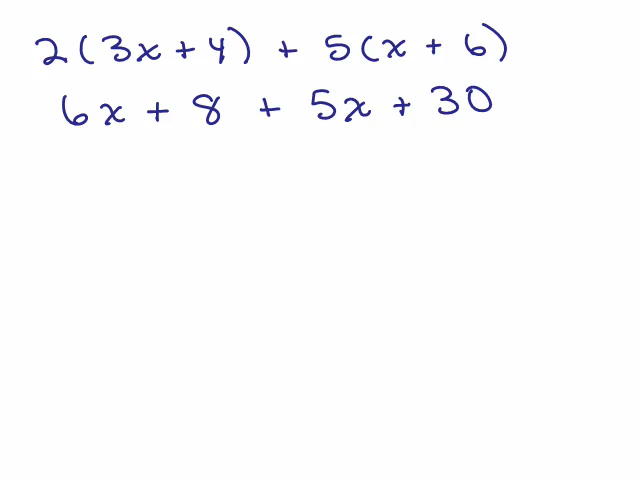 2(3x+4) + 5(x + 6)
6x + 8 + 5x + 30